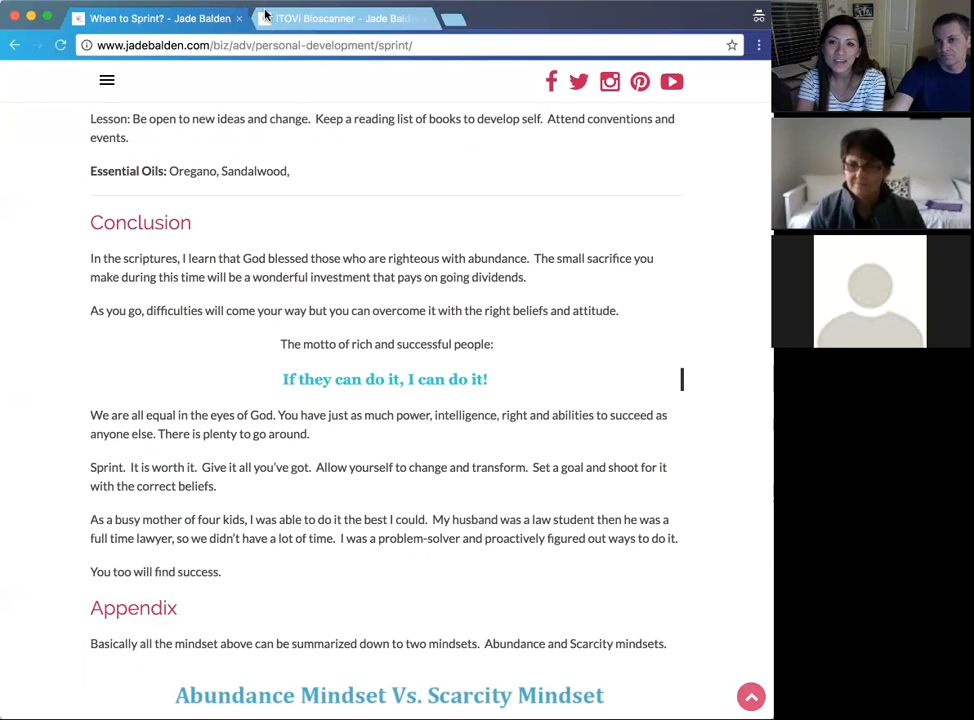 When to Sprint? - Jade Balden
iTOVi Bioscanner - Jade Bald
www.jadebalden.com/biz/adv/personal-development/sprint/
Lesson: Be open to new ideas and change.  Keep a reading list of books to develop self.  Attend conventions and
events.
Essential Oils: Oregano, Sandalwood,
Conclusion
In the scriptures, I learn that God blessed those who are righteous with abundance.  The small sacrifice you
make during this time will be a wonderful investment that pays on going dividends.
As you go, difficulties will come your way but you can overcome it with the right beliefs and attitude.
The motto of rich and successful people:
If they can do it, I can do it!
We are all equal in the eyes of God. You have just as much power, intelligence, right and abilities to succeed as
anyone else. There is plenty to go around.
Sprint.  It is worth it.  Give it all you've got.  Allow yourself to change and transform.  Set a goal and shoot for it
with the correct beliefs.
As a busy mother of four kids, I was able to do it the best I could.  My husband was a law student then he was a
full time lawyer, so we didn't have a lot of time.  I was a problem-solver and proactively figured out ways to do it.
You too will find success.
Appendix
Basically all the mindset above can be summarized down to two mindsets.  Abundance and Scarcity mindsets.
Abundance Mindset Vs. Scarcity Mindset